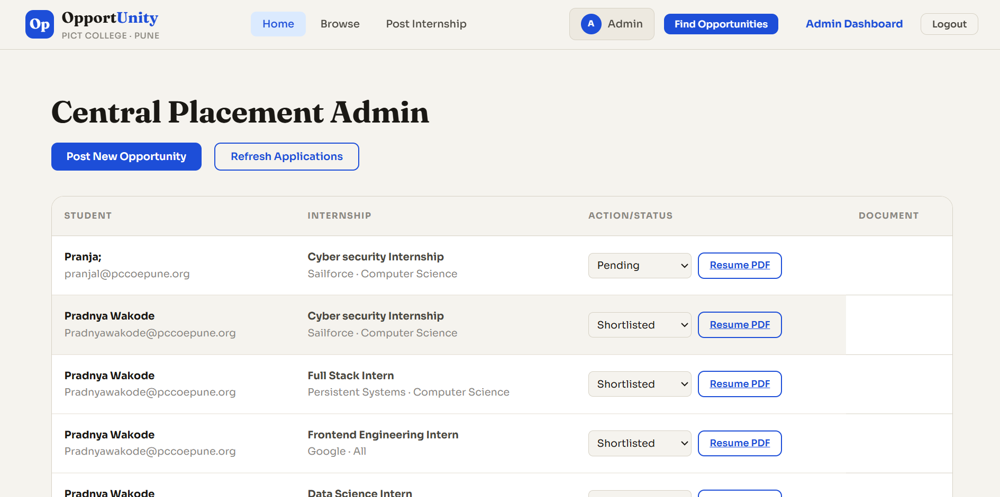 Op OpportUnity
PICT COLLEGE · PUNE
Home Browse Post Internship
A Admin Find Opportunities Admin Dashboard Logout
Central Placement Admin
Post New Opportunity Refresh Applications
STUDENT INTERNSHIP ACTION/STATUS DOCUMENT
Pranja; Cyber security Internship Pending Resume PDF
pranjal@pccoepune.org Sailforce · Computer Science
Pradnya Wakode Cyber security Internship Shortlisted Resume PDF
Pradnyawakode@pccoepune.org Sailforce · Computer Science
Pradnya Wakode Full Stack Intern Shortlisted Resume PDF
Pradnyawakode@pccoepune.org Persistent Systems · Computer Science
Pradnya Wakode Frontend Engineering Intern Shortlisted Resume PDF
Pradnyawakode@pccoepune.org Google · All
Pradnya Wakode Data Science Intern